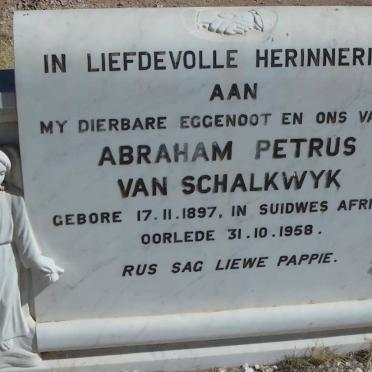 IN LIEFDEVOLLE HERINNERI
AAN
MY DIERBARE EGGENOOT EN ONS VA
ABRAHAM PETRUS
VAN SCHALKWYK
GEBORE 17.11.1897, IN SUIDWES AFRI
OORLEDE 31.10.1958.
RUS SAG LIEWE PAPPIE.